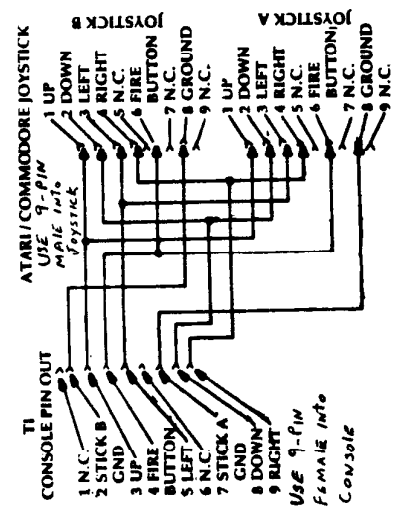 TI
CONSOLE PIN OUT
1 N.C.
2 STICK B
GND
3 UP
4 FIRE
BUTTON
5 LEFT
6 N.C.
7 STICK A
GND
8 DOWN
9 RIGHT
USE 9-PIN
FEMALE INTO
CONSOLE
ATARI/COMMODORE JOYSTICK
USE 9-PIN
MALE INTO
Joystick
1 UP
2 DOWN
3 LEFT
4 RIGHT
5 N.C.
6 FIRE
BUTTON
7 N.C.
8 GROUND
9 N.C.
JOYSTICK B
1 UP
2 DOWN
3 LEFT
4 RIGHT
5 N.C.
6 FIRE
BUTTON
7 N.C.
8 GROUND
9 N.C.
JOYSTICK A